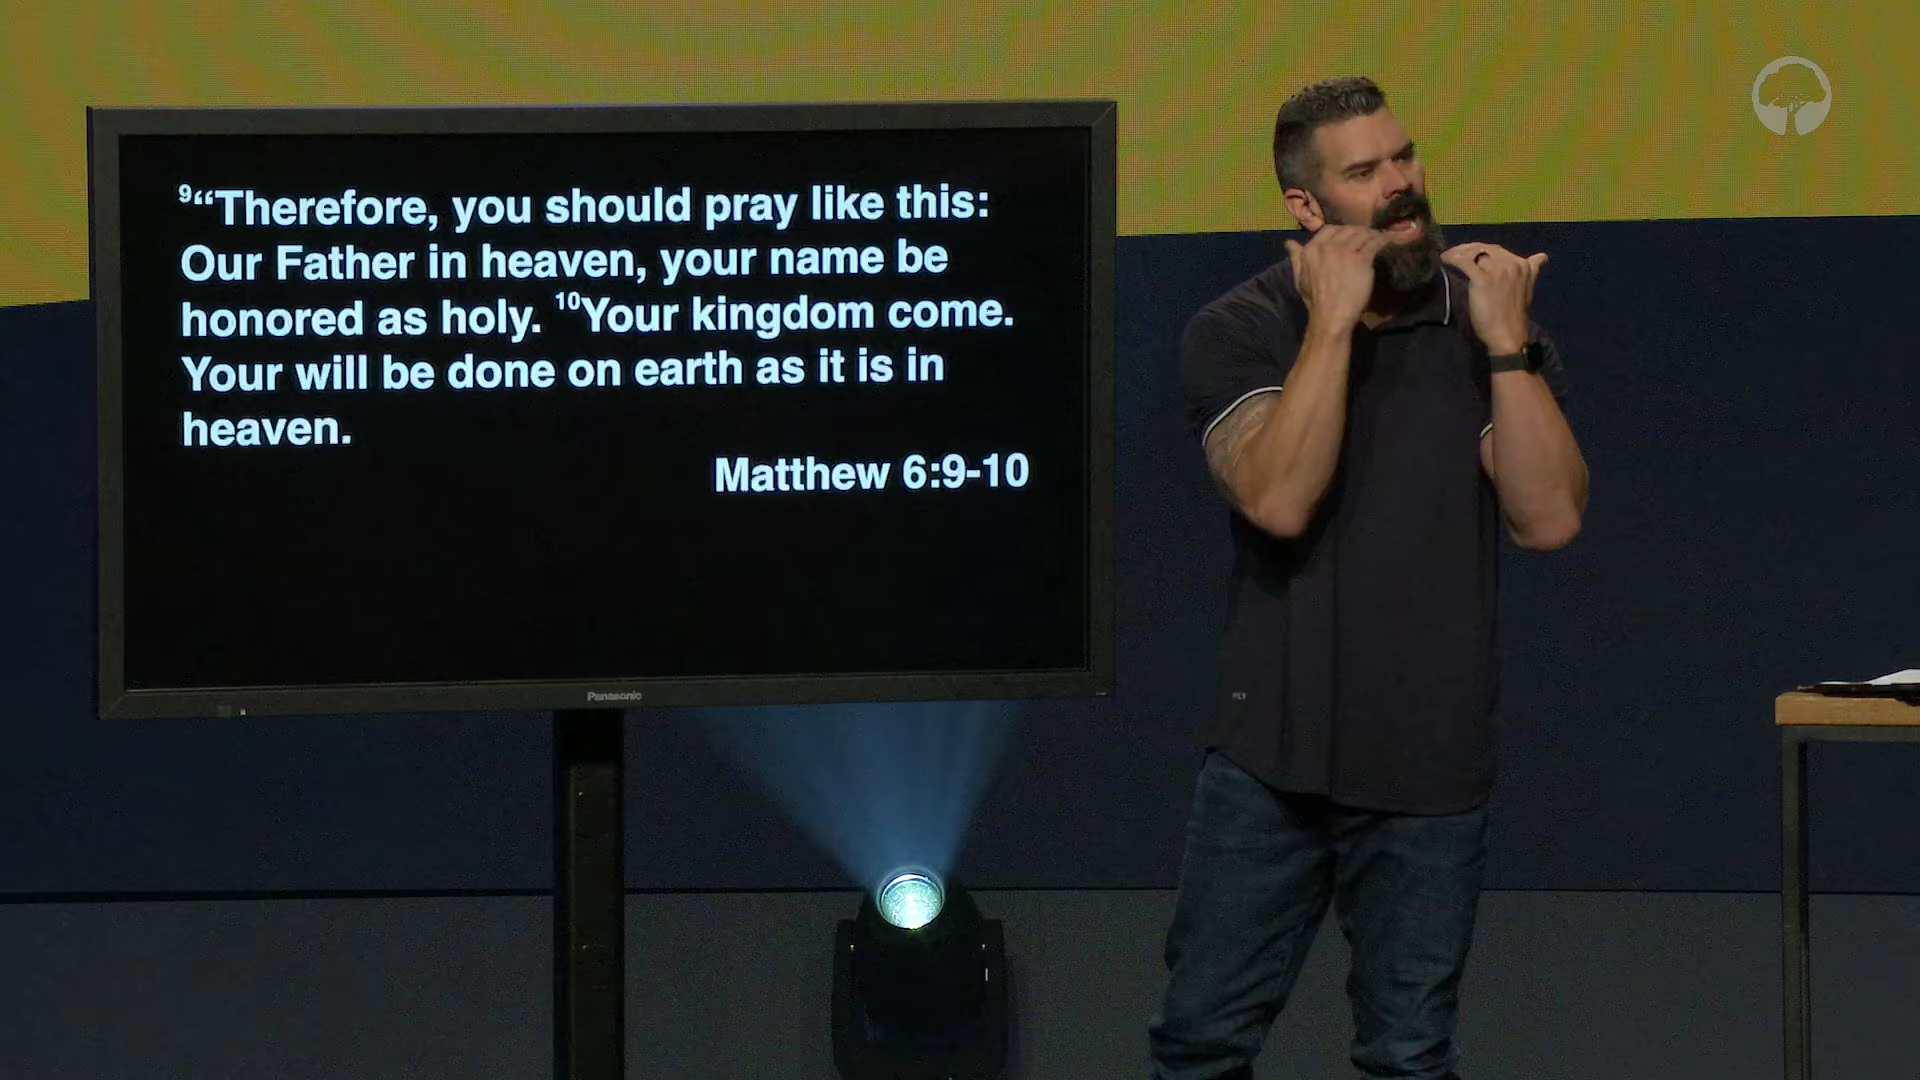 ⁹“Therefore, you should pray like this:
Our Father in heaven, your name be
honored as holy. ¹⁰Your kingdom come.
Your will be done on earth as it is in
heaven.
Matthew 6:9-10
Panasonic